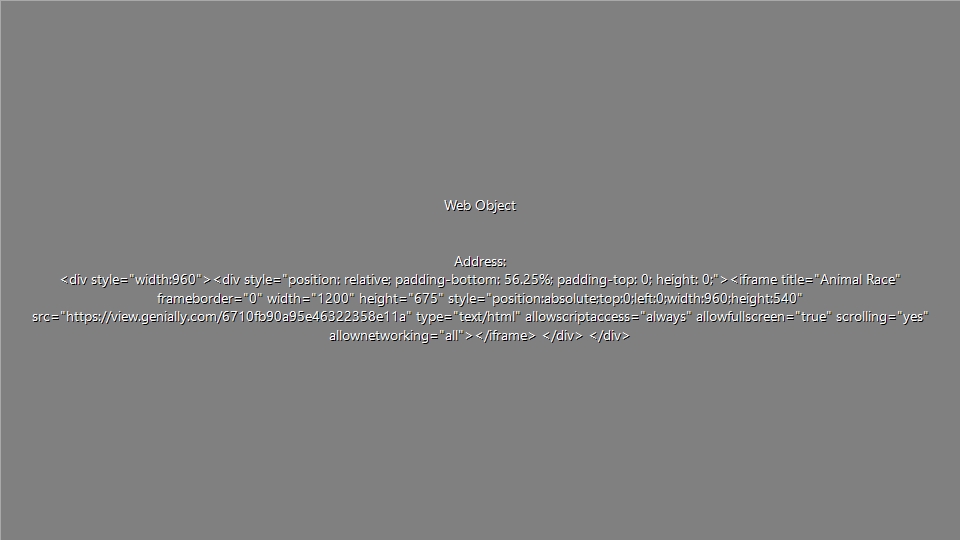 Web Object
Address:
<div style="width:960"><div style="position: relative; padding-bottom: 56.25%; padding-top: 0; height: 0;"><iframe title="Animal Race"
frameborder="0" width="1200" height="675" style="position:absolute;top:0;left:0;width:960;height:540"
src="https://view.genially.com/6710fb90a95e46322358e11a" type="text/html" allowscriptaccess="always" allowfullscreen="true" scrolling="yes"
allownetworking="all"></iframe> </div> </div>